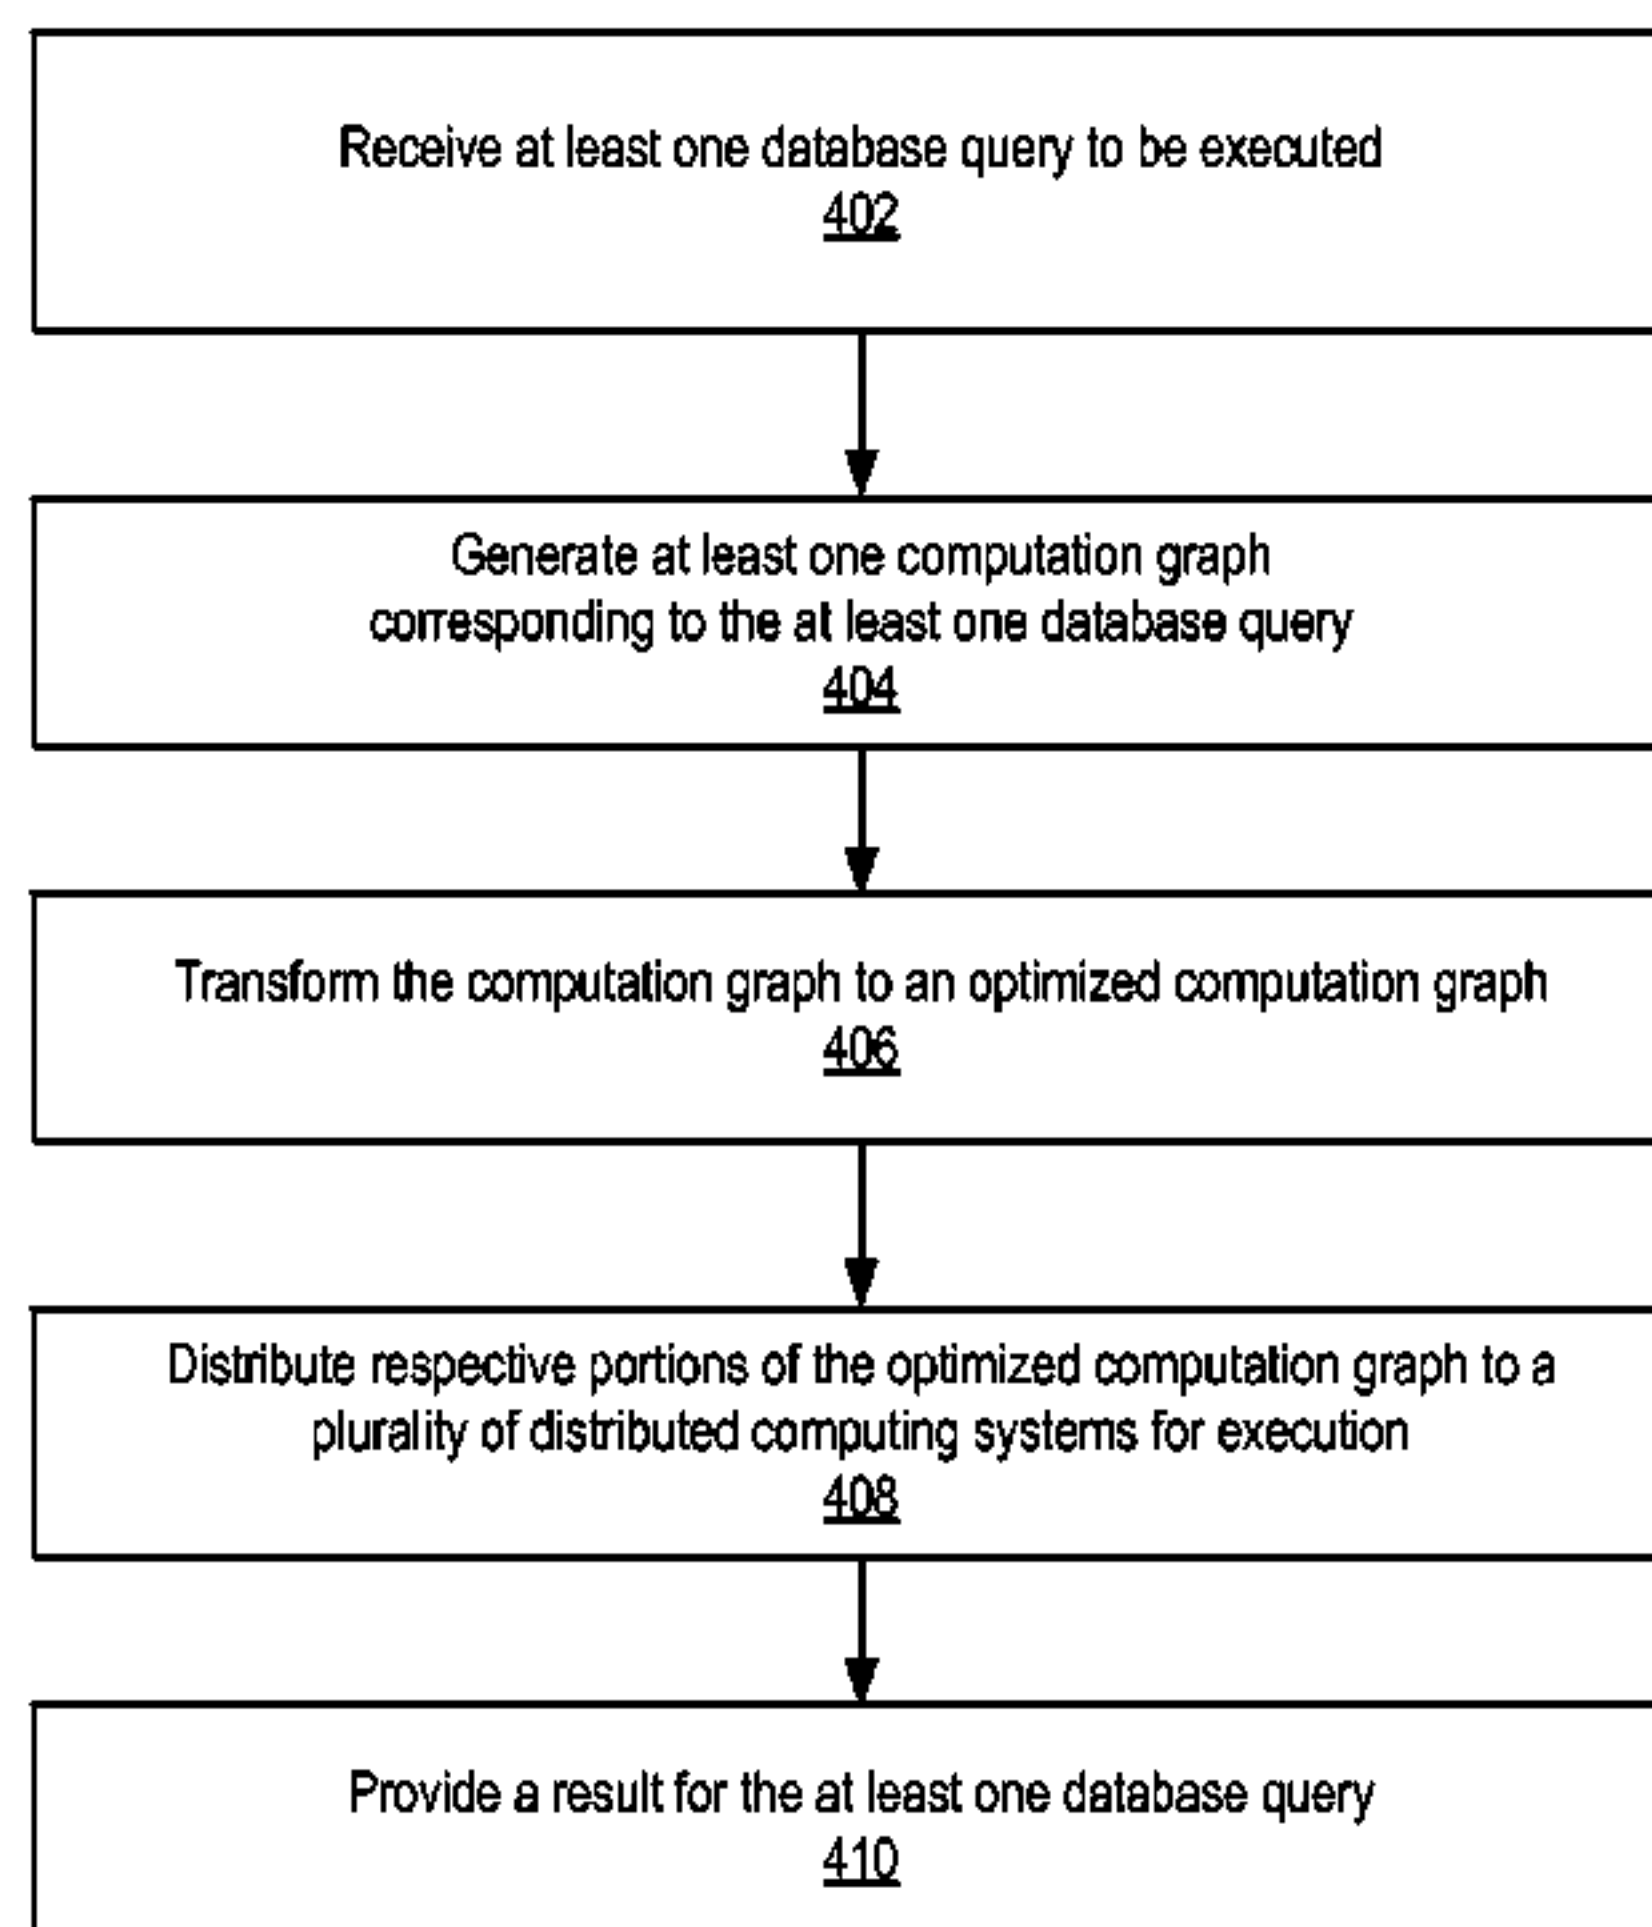 Receive at least one database query to be executed
402
Generate at least one computation graph
corresponding to the at least one database query
404
Transform the computation graph to an optimized computation graph
406
Distribute respective portions of the optimized computation graph to a
plurality of distributed computing systems for execution
408
Provide a result for the at least one database query
410